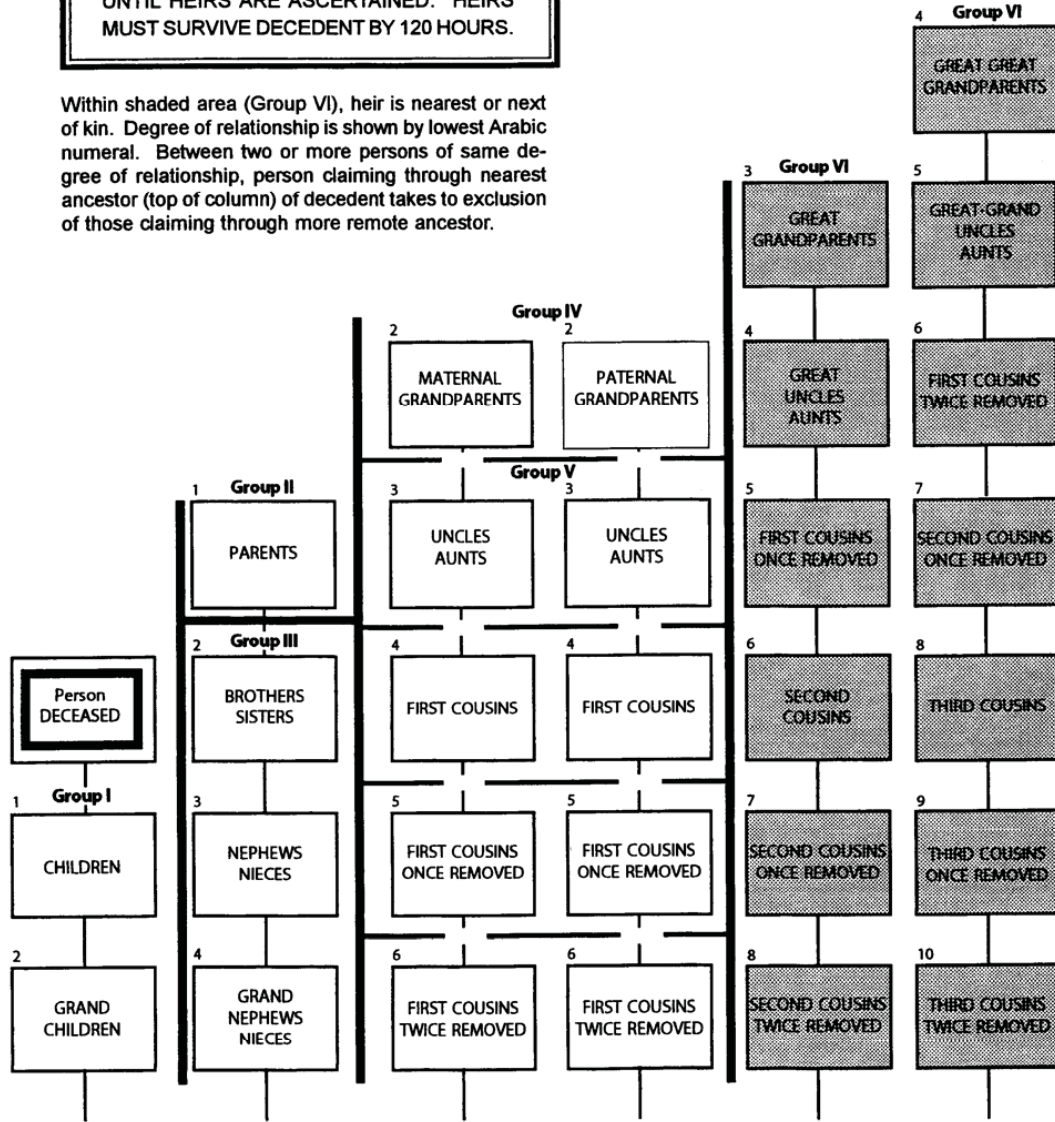 UNTIL HEIRS ARE ASCERTAINED. HEIRS
MUST SURVIVE DECEDENT BY 120 HOURS.
Within shaded area (Group VI), heir is nearest or next
of kin. Degree of relationship is shown by lowest Arabic
numeral. Between two or more persons of same de-
gree of relationship, person claiming through nearest
ancestor (top of column) of decedent takes to exclusion
of those claiming through more remote ancestor.
Person
DECEASED
Group I
1
CHILDREN
2
GRAND
CHILDREN
1
Group II
PARENTS
Group III
2
BROTHERS
SISTERS
3
NEPHEWS
NIECES
4
GRAND
NEPHEWS
NIECES
Group IV
2
MATERNAL
GRANDPARENTS
2
PATERNAL
GRANDPARENTS
Group V
3
UNCLES
AUNTS
3
UNCLES
AUNTS
4
FIRST COUSINS
4
FIRST COUSINS
5
FIRST COUSINS
ONCE REMOVED
5
FIRST COUSINS
ONCE REMOVED
6
FIRST COUSINS
TWICE REMOVED
6
FIRST COUSINS
TWICE REMOVED
3
Group VI
GREAT
GRANDPARENTS
4
GREAT
UNCLES
AUNTS
5
FIRST COUSINS
ONCE REMOVED
6
SECOND
COUSINS
7
SECOND COUSINS
ONCE REMOVED
8
SECOND COUSINS
TWICE REMOVED
4
Group VI
GREAT GREAT
GRANDPARENTS
5
GREAT-GRAND
UNCLES
AUNTS
6
FIRST COUSINS
TWICE REMOVED
7
SECOND COUSINS
ONCE REMOVED
8
THIRD COUSINS
9
THIRD COUSINS
ONCE REMOVED
10
THIRD COUSINS
TWICE REMOVED